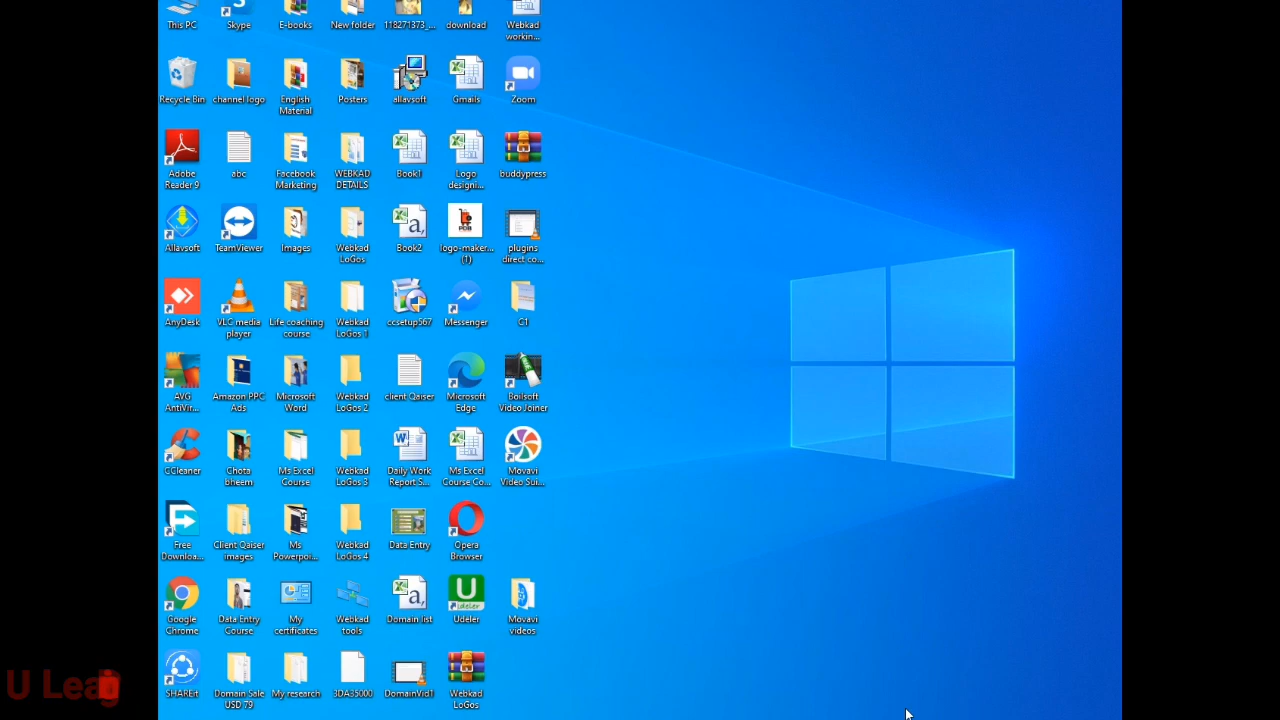 This PC
Skype
E-books
New folder
118271373_...
download
Webkad
workin...
Recycle Bin
channel logo
English
Material
Posters
allavsoft
Gmails
Zoom
Adobe
Reader 9
abc
Facebook
Marketing
WEBKAD
DETAILS
Book1
Logo
designi...
buddypress
Allavsoft
TeamViewer
Images
Webkad
LoGos
Book2
logo-maker...
(1)
plugins
direct co...
AnyDesk
VLC media
player
Life coaching
course
Webkad
LoGos 1
ccsetup567
Messenger
C1
AVG
AntiVir...
Amazon PPC
Ads
Microsoft
Word
Webkad
LoGos 2
client Qaiser
Microsoft
Edge
Boilsoft
Video Joiner
CCleaner
Chota
bheem
Ms Excel
Course
Webkad
LoGos 3
Daily Work
Report S...
Ms Excel
Course Co...
Movavi
Video Sui...
Free
Downloa...
Client Qaiser
images
Ms
Powerpoi...
Webkad
LoGos 4
Data Entry
Opera
Browser
Google
Chrome
Data Entry
Course
My
certificates
Webkad
tools
Domain list
Udeler
Movavi
videos
SHAREit
Domain Sale
USD 79
My research
3DA35000
DomainVid1
Webkad
LoGos
U Lea